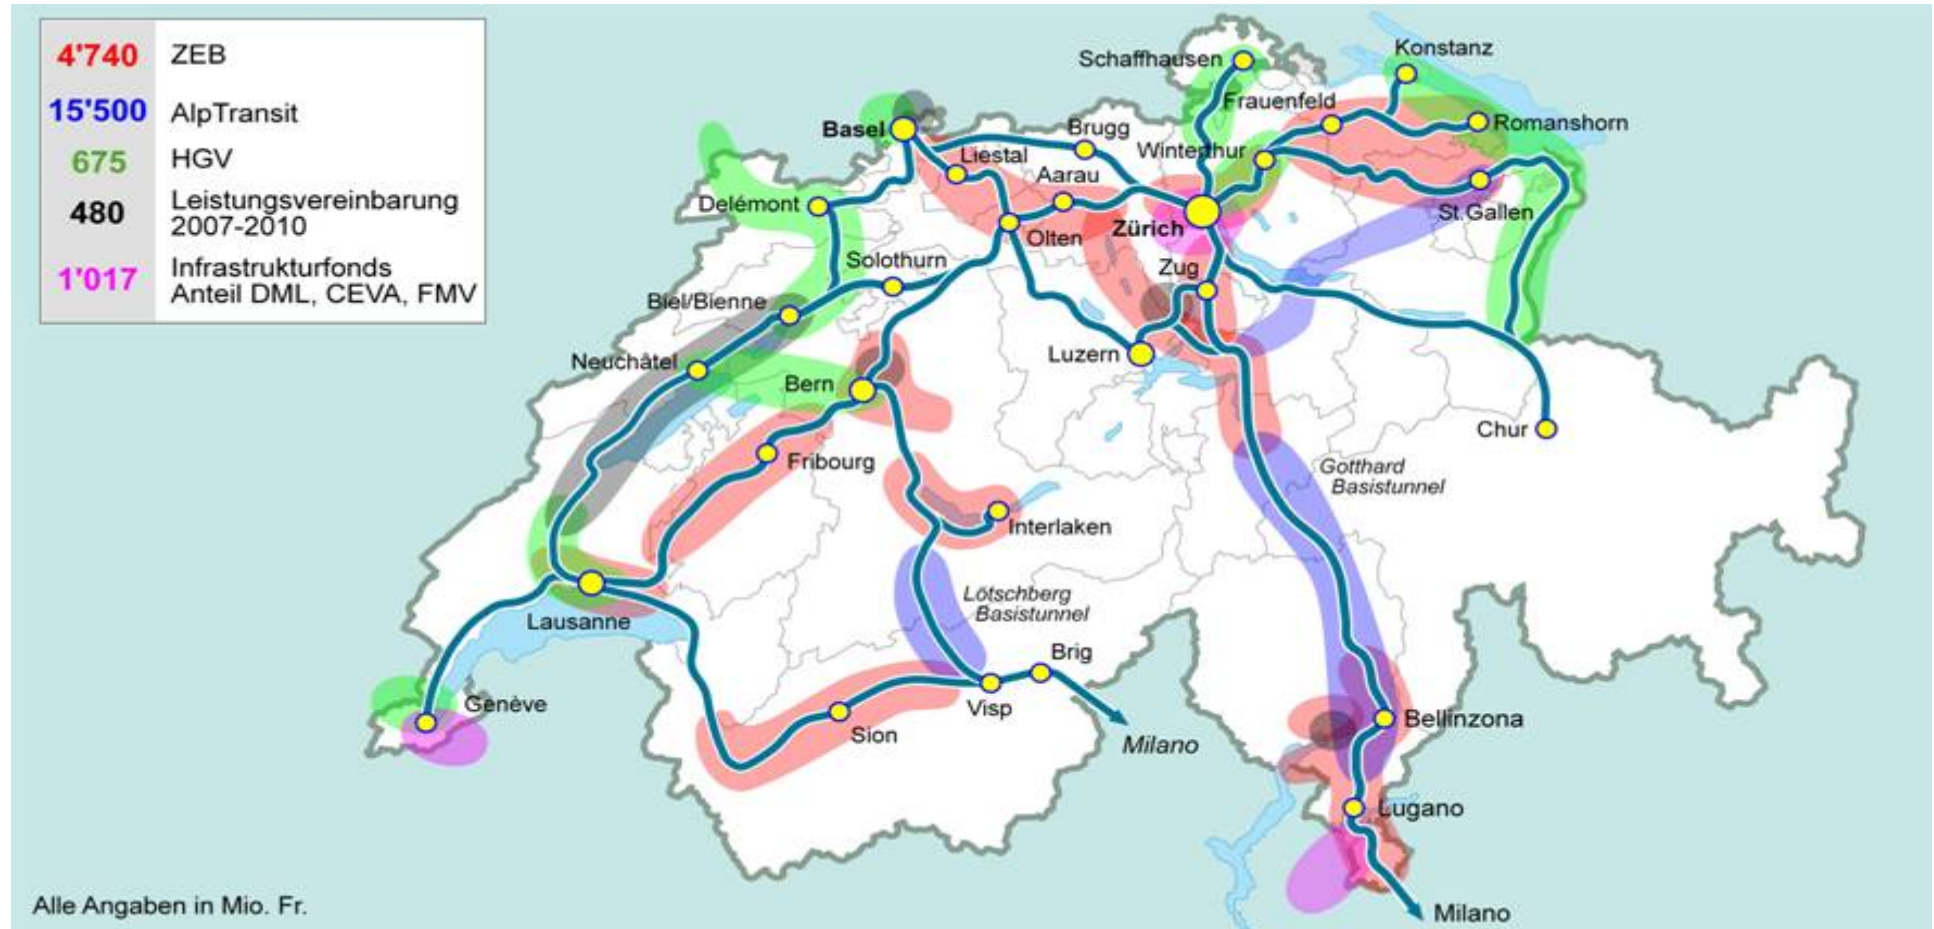 4'740 ZEB
15'500 AlpTransit
675 HGV
480 Leistungsvereinbarung
2007-2010
1'017 Infrastrukturfonds
Anteil DML, CEVA, FMV
Schaffhausen
Konstanz
Frauenfeld
Romanshorn
Basel
Brugg
Winterthur
Liestal
Aarau
Delémont
St.Gallen
Olten
Zürich
Solothurn
Zug
Biel/Bienne
Neuchâtel
Luzern
Bern
Chur
Fribourg
Gotthard
Basistunnel
Interlaken
Lötschberg
Basistunnel
Lausanne
Brig
Genève
Visp
Sion
Milano
Bellinzona
Lugano
Milano
Alle Angaben in Mio. Fr.